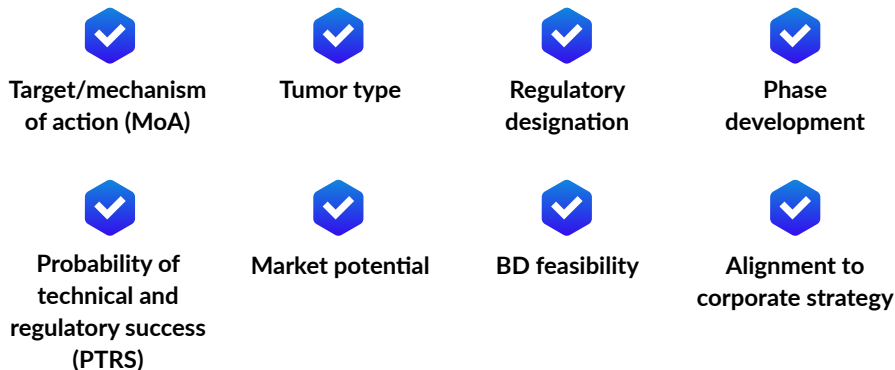 Target/mechanism
of action (MoA)
Tumor type
Regulatory
designation
Phase
development
Probability of
technical and
regulatory success
(PTRS)
Market potential
BD feasibility
Alignment to
corporate strategy